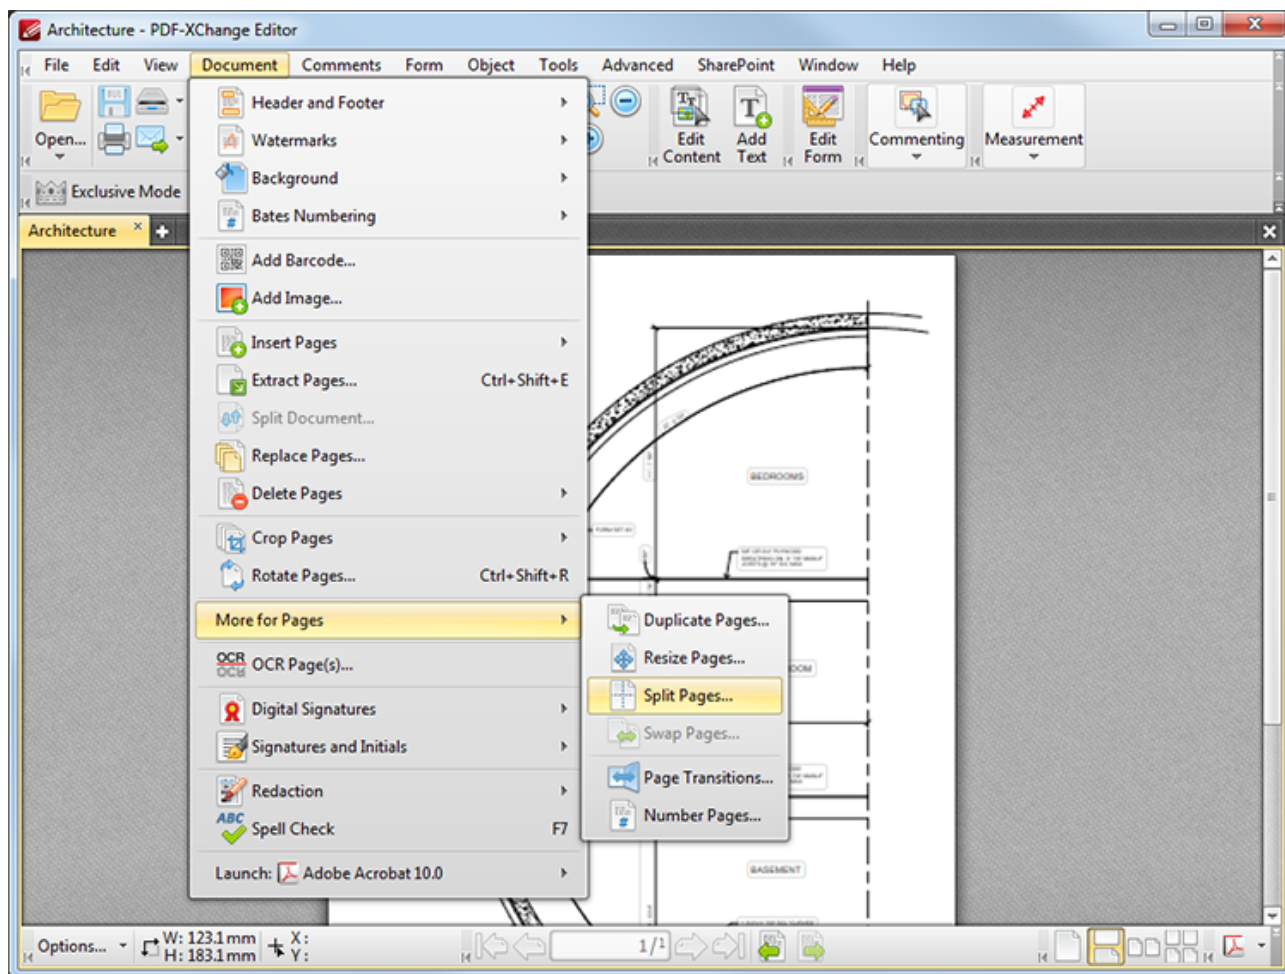 Architecture - PDF-XChange Editor
File Edit View Document Comments Form Object Tools Advanced SharePoint Window Help
Open...
Edit Content
Add Text
Edit Form
Commenting
Measurement
Exclusive Mode
Architecture
Header and Footer
Watermarks
Background
Bates Numbering
Add Barcode...
Add Image...
Insert Pages
Extract Pages... Ctrl+Shift+E
Split Document...
Replace Pages...
Delete Pages
Crop Pages
Rotate Pages... Ctrl+Shift+R
More for Pages
OCR Page(s)...
Digital Signatures
Signatures and Initials
Redaction
Spell Check F7
Launch: Adobe Acrobat 10.0
Duplicate Pages...
Resize Pages...
Split Pages...
Swap Pages...
Page Transitions...
Number Pages...
BEDROOMS
BASEMENT
Options... W: 123.1 mm X:
H: 183.1 mm Y:
1/1